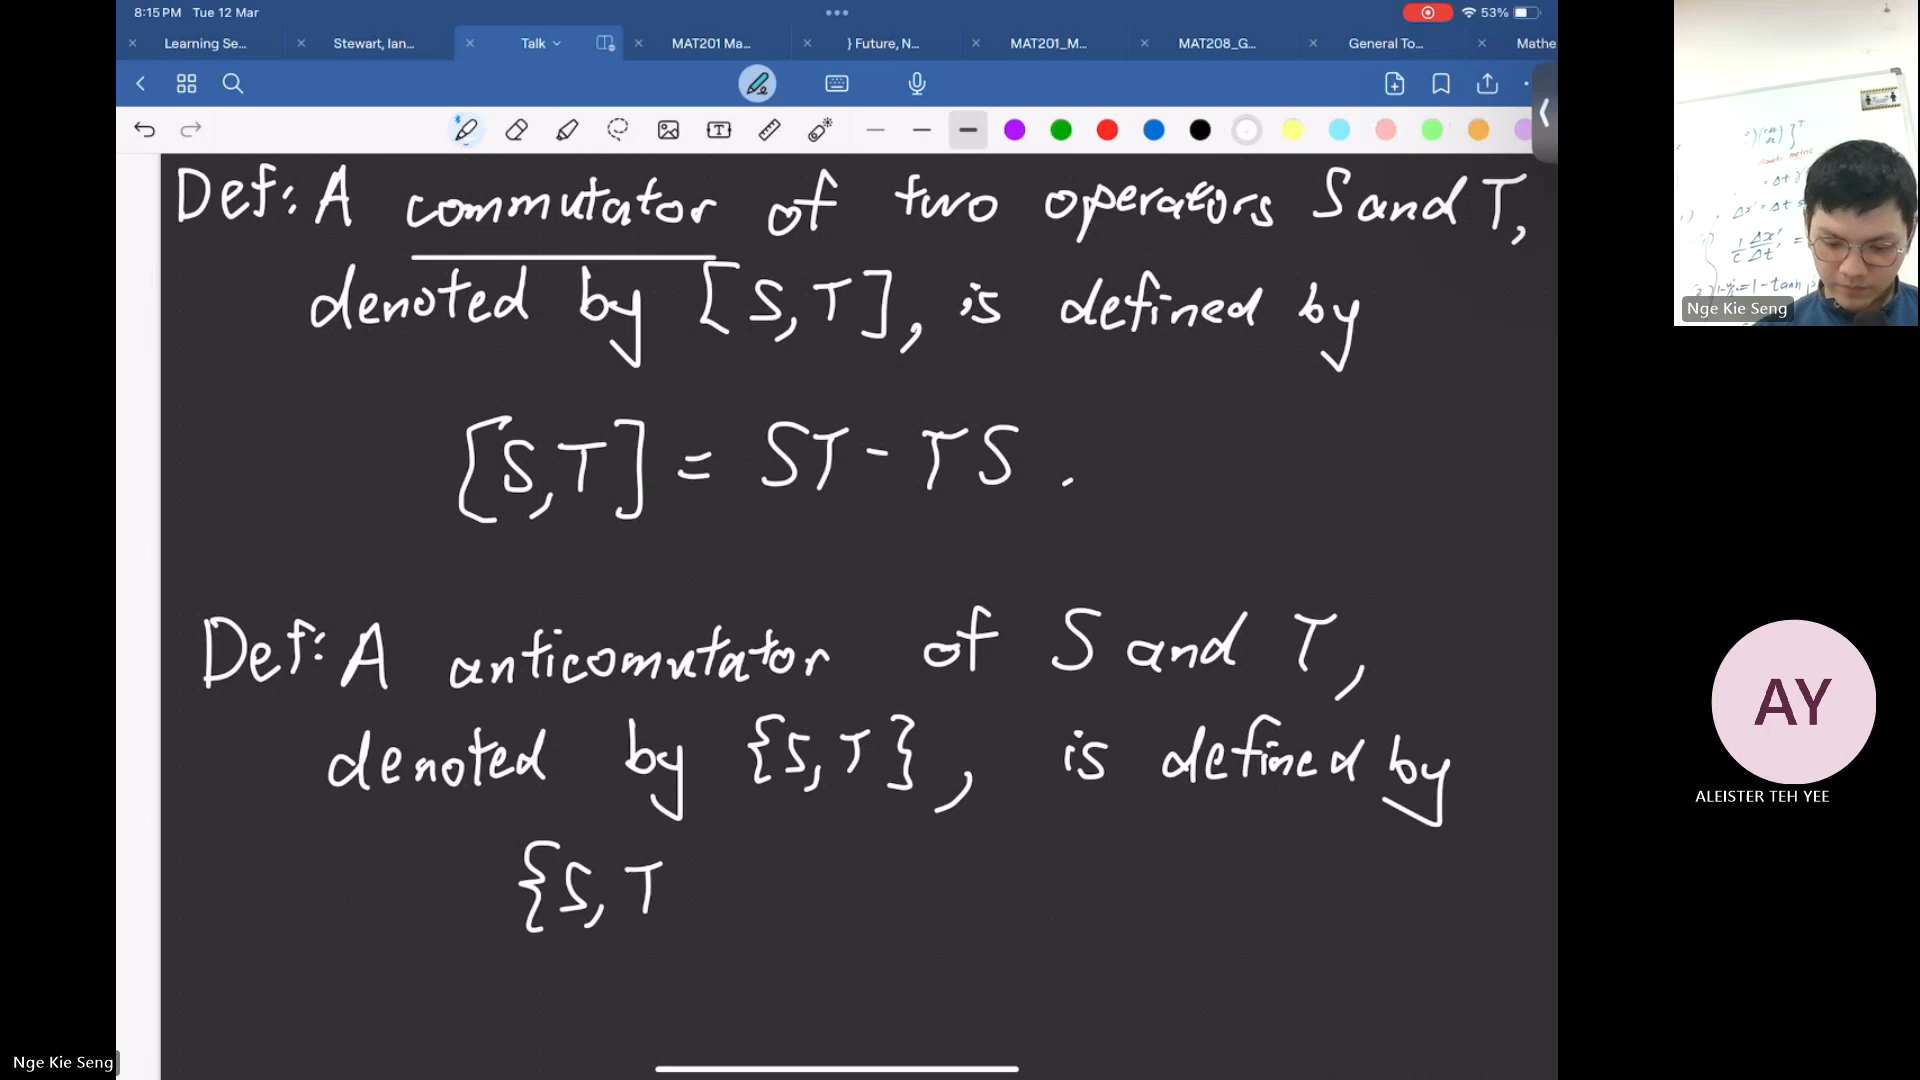 8:15 PM Tue 12 Mar
53%
Learning Se...
Stewart, Ian...
Talk
MAT201 Ma...
} Future, N...
MAT201_M...
MAT208_G...
General To...
Mathe
Def: A commutator of two operators S and T,
denoted by [S,T], is defined by
[S,T] = ST - TS .
Def: A anticomutator of S and T,
denoted by {S,T}, is defined by
{S, T
Nge Kie Seng
AY
ALEISTER TEH YEE
Nge Kie Seng